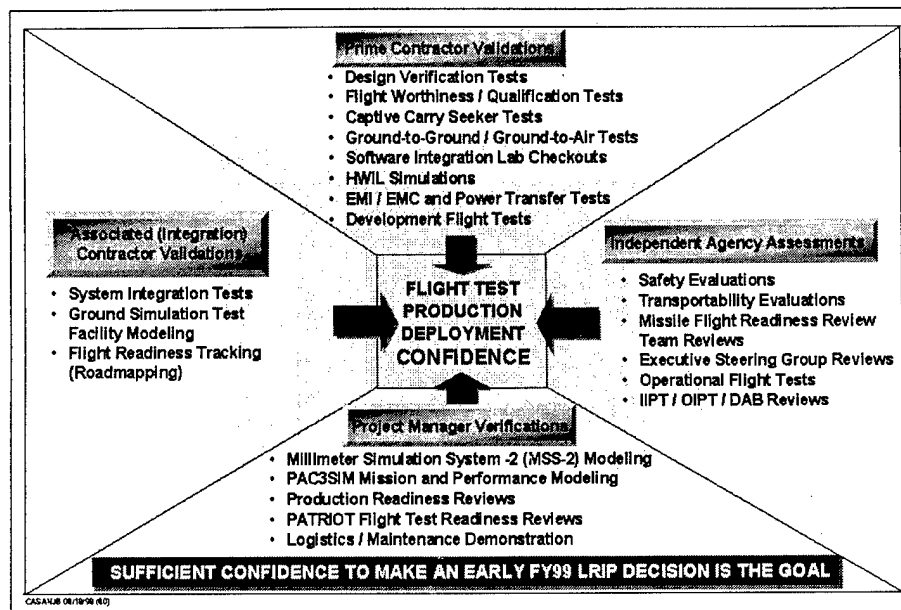 Prime Contractor Validations
• Design Verification Tests
• Flight Worthiness / Qualification Tests
• Captive Carry Seeker Tests
• Ground-to-Ground / Ground-to-Air Tests
• Software Integration Lab Checkouts
• HWIL Simulations
• EMI / EMC and Power Transfer Tests
• Development Flight Tests
Associated (Integration)
Contractor Validations
• System Integration Tests
• Ground Simulation Test
Facility Modeling
• Flight Readiness Tracking
(Roadmapping)
FLIGHT TEST
PRODUCTION
DEPLOYMENT
CONFIDENCE
Independent Agency Assessments
• Safety Evaluations
• Transportability Evaluations
• Missile Flight Readiness Review
Team Reviews
• Executive Steering Group Reviews
• Operational Flight Tests
• IIPT / OIPT / DAB Reviews
Project Manager Verifications
• Millimeter Simulation System -2 (MSS-2) Modeling
• PAC3SIM Mission and Performance Modeling
• Production Readiness Reviews
• PATRIOT Flight Test Readiness Reviews
• Logistics / Maintenance Demonstration
SUFFICIENT CONFIDENCE TO MAKE AN EARLY FY99 LRIP DECISION IS THE GOAL